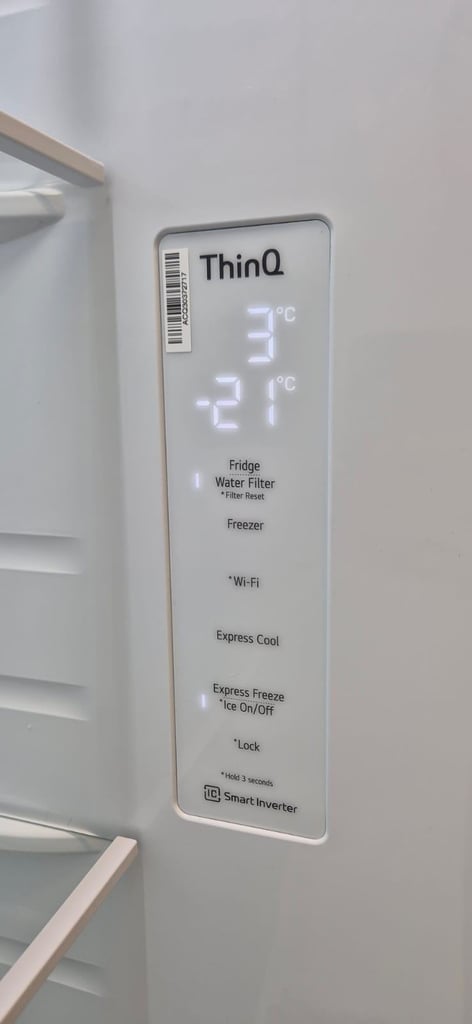 ThinQ
ACQ30372717
3°C
-21°C
Fridge
Water Filter
*Filter Reset
Freezer
*Wi-Fi
Express Cool
Express Freeze
*Ice On/Off
*Lock
*Hold 3 seconds
Smart Inverter